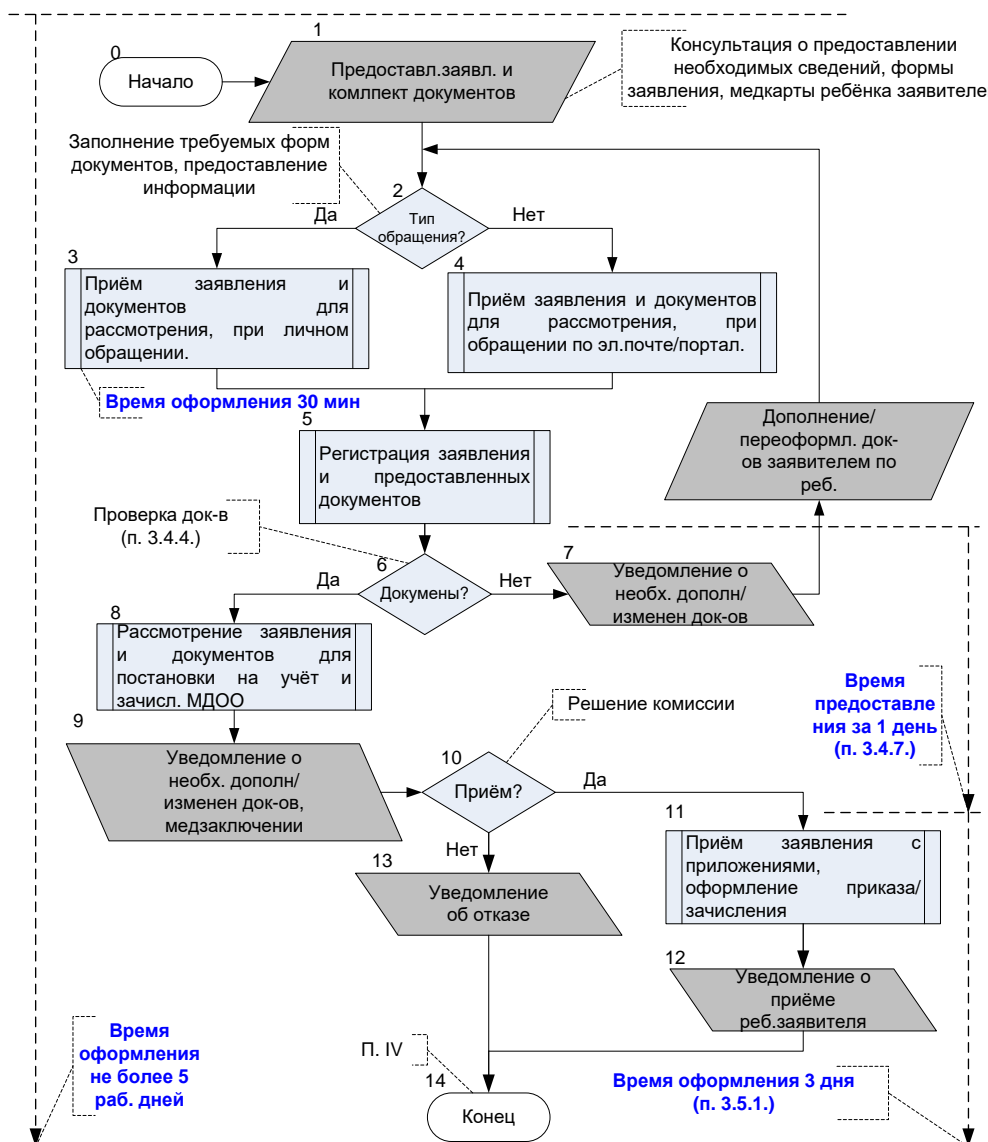 0
Начало
1
Предоставл.заявл. и
комлпект документов
Консультация о предоставлении
необходимых сведений, формы
заявления, медкарты ребёнка заявителе
Заполнение требуемых форм
документов, предоставление
информации
2
Да
Тип
обращения?
Нет
3
Приём заявления и
документов для
рассмотрения, при личном
обращении.
4
Приём заявления и документов
для рассмотрения, при
обращении по эл.почте/портал.
Время оформления 30 мин
5
Регистрация заявления
и предоставленных
документов
Дополнение/
переоформл. док-
ов заявителем по
реб.
Проверка док-в
(п. 3.4.4.)
6
Да
Докумены?
Нет
7
Уведомление о
необх. дополн/
изменен док-ов
8
Рассмотрение заявления
и документов для
постановки на учёт и
зачисл. МДОО
Время
предоставле
ния за 1 день
(п. 3.4.7.)
9
Уведомление о
необх. дополн/
изменен док-ов,
медзаключении
Решение комиссии
10
Приём?
Да
Нет
11
Приём заявления с
приложениями,
оформление приказа/
зачисления
13
Уведомление
об отказе
12
Уведомление о
приёме
реб.заявителя
Время
оформления
не более 5
раб. дней
П. IV
14
Конец
Время оформления 3 дня
(п. 3.5.1.)